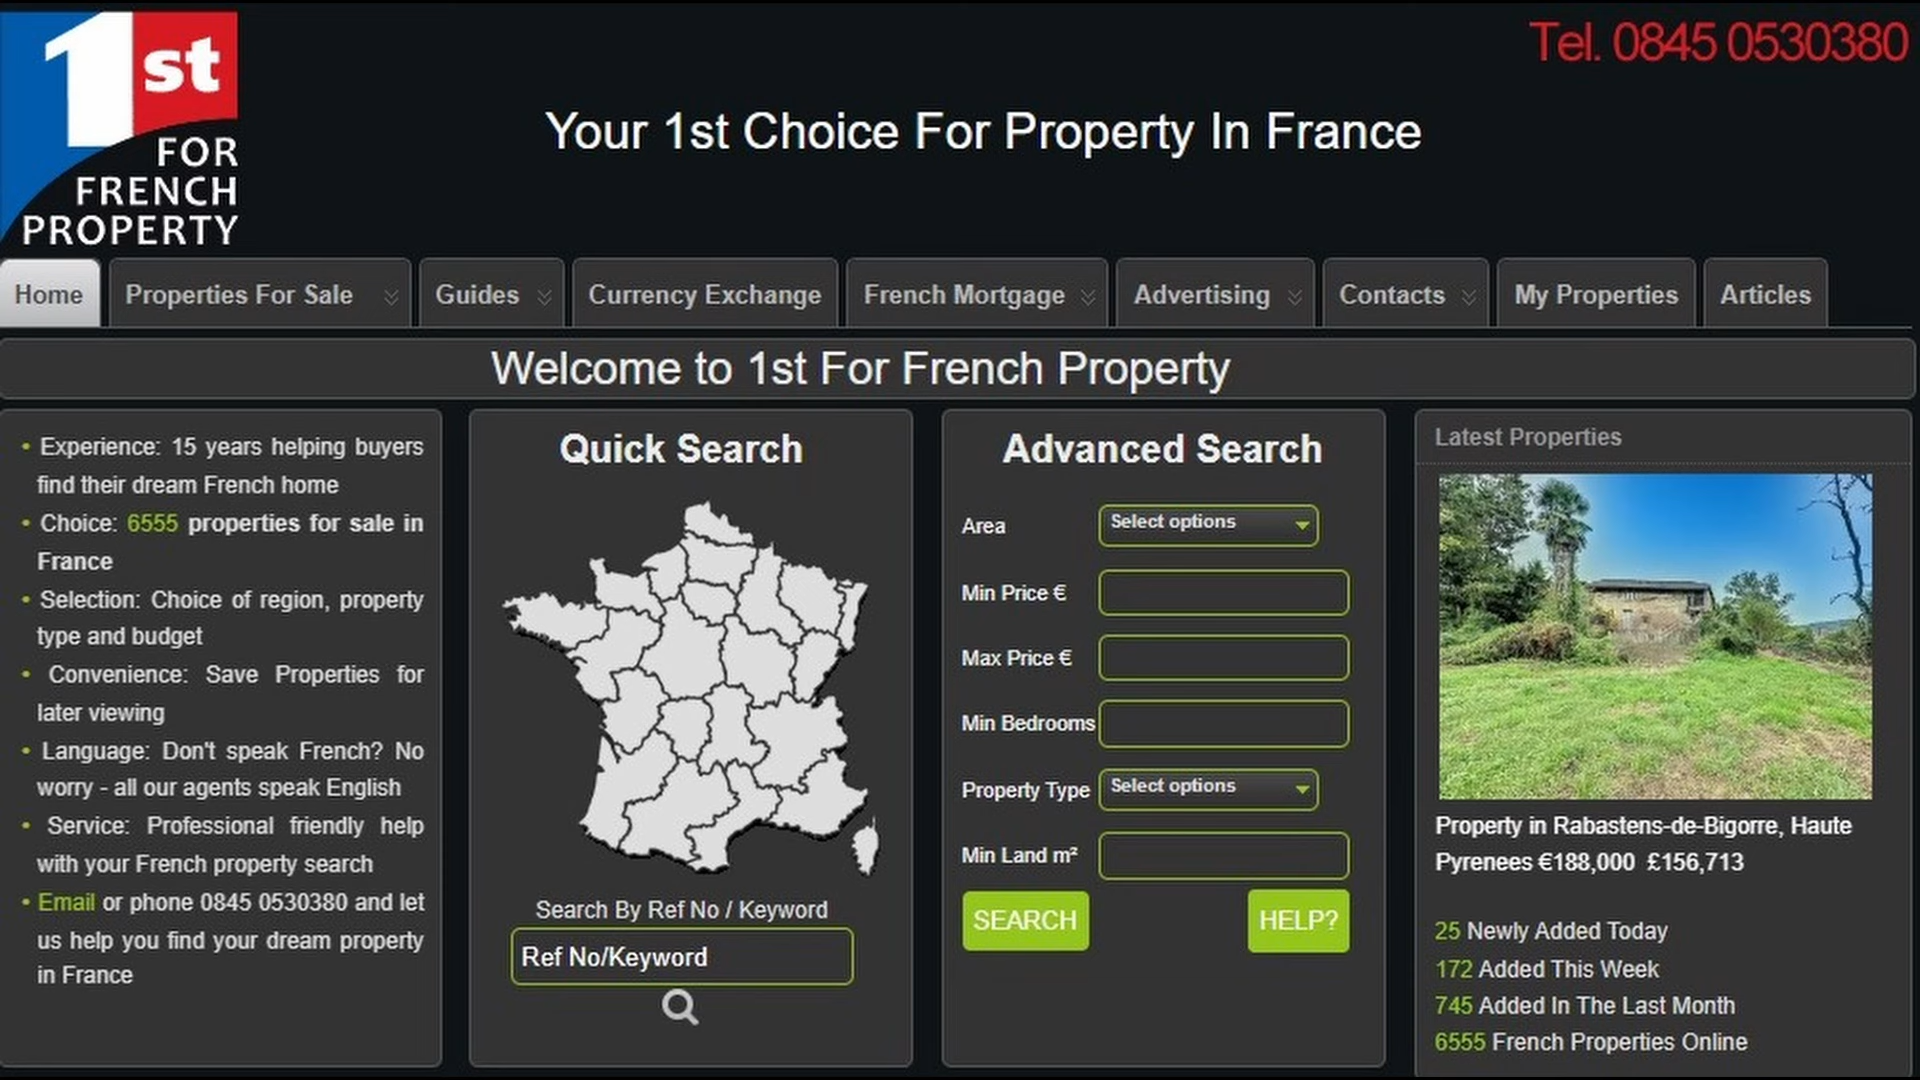 1st
FOR
FRENCH
PROPERTY
Tel. 0845 0530380
Your 1st Choice For Property In France
Home
Properties For Sale
Guides
Currency Exchange
French Mortgage
Advertising
Contacts
My Properties
Articles
Welcome to 1st For French Property
• Experience: 15 years helping buyers
find their dream French home
• Choice: 6555 properties for sale in
France
• Selection: Choice of region, property
type and budget
• Convenience: Save Properties for
later viewing
• Language: Don't speak French? No
worry - all our agents speak English
• Service: Professional friendly help
with your French property search
• Email or phone 0845 0530380 and let
us help you find your dream property
in France
Quick Search
Search By Ref No / Keyword
Ref No/Keyword
Advanced Search
Area
Select options
Min Price €
Max Price €
Min Bedrooms
Property Type
Select options
Min Land m²
SEARCH
HELP?
Latest Properties
Property in Rabastens-de-Bigorre, Haute
Pyrenees €188,000 £156,713
25 Newly Added Today
172 Added This Week
745 Added In The Last Month
6555 French Properties Online